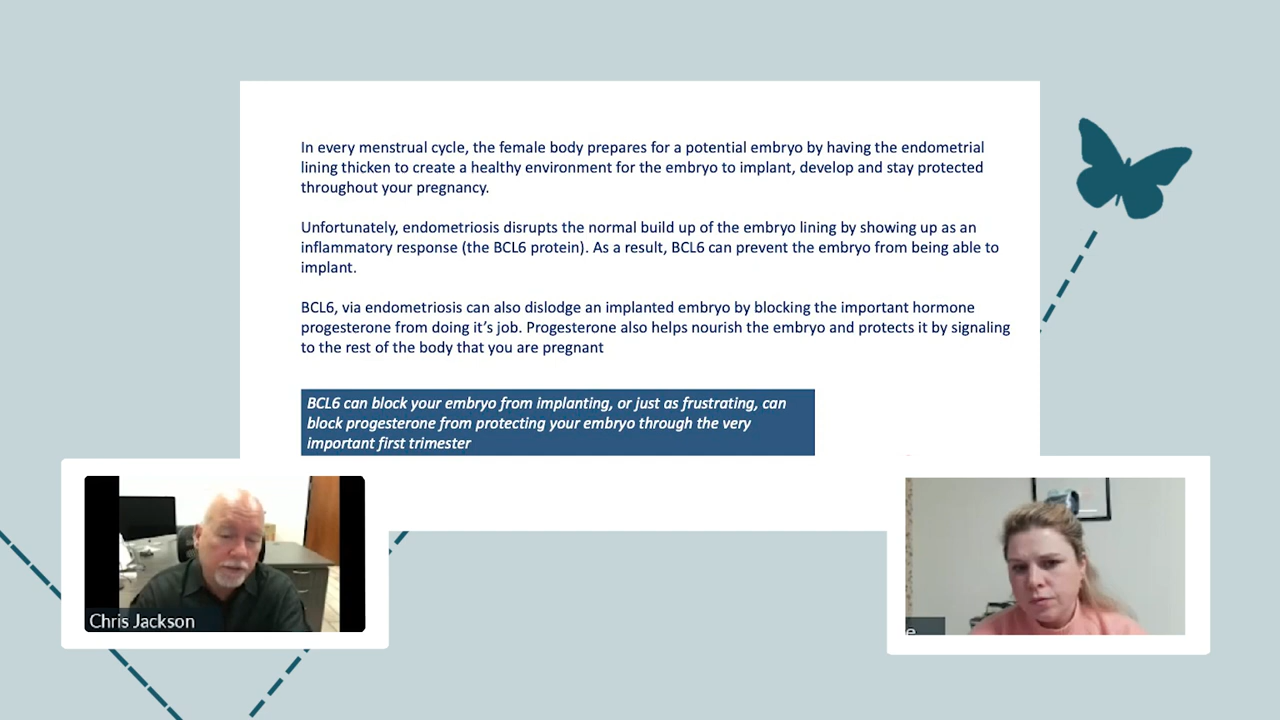 In every menstrual cycle, the female body prepares for a potential embryo by having the endometrial
lining thicken to create a healthy environment for the embryo to implant, develop and stay protected
throughout your pregnancy.
Unfortunately, endometriosis disrupts the normal build up of the embryo lining by showing up as an
inflammatory response (the BCL6 protein). As a result, BCL6 can prevent the embryo from being able to
implant.
BCL6, via endometriosis can also dislodge an implanted embryo by blocking the important hormone
progesterone from doing it’s job. Progesterone also helps nourish the embryo and protects it by signaling
to the rest of the body that you are pregnant
BCL6 can block your embryo from implanting, or just as frustrating, can
block progesterone from protecting your embryo through the very
important first trimester
Chris Jackson